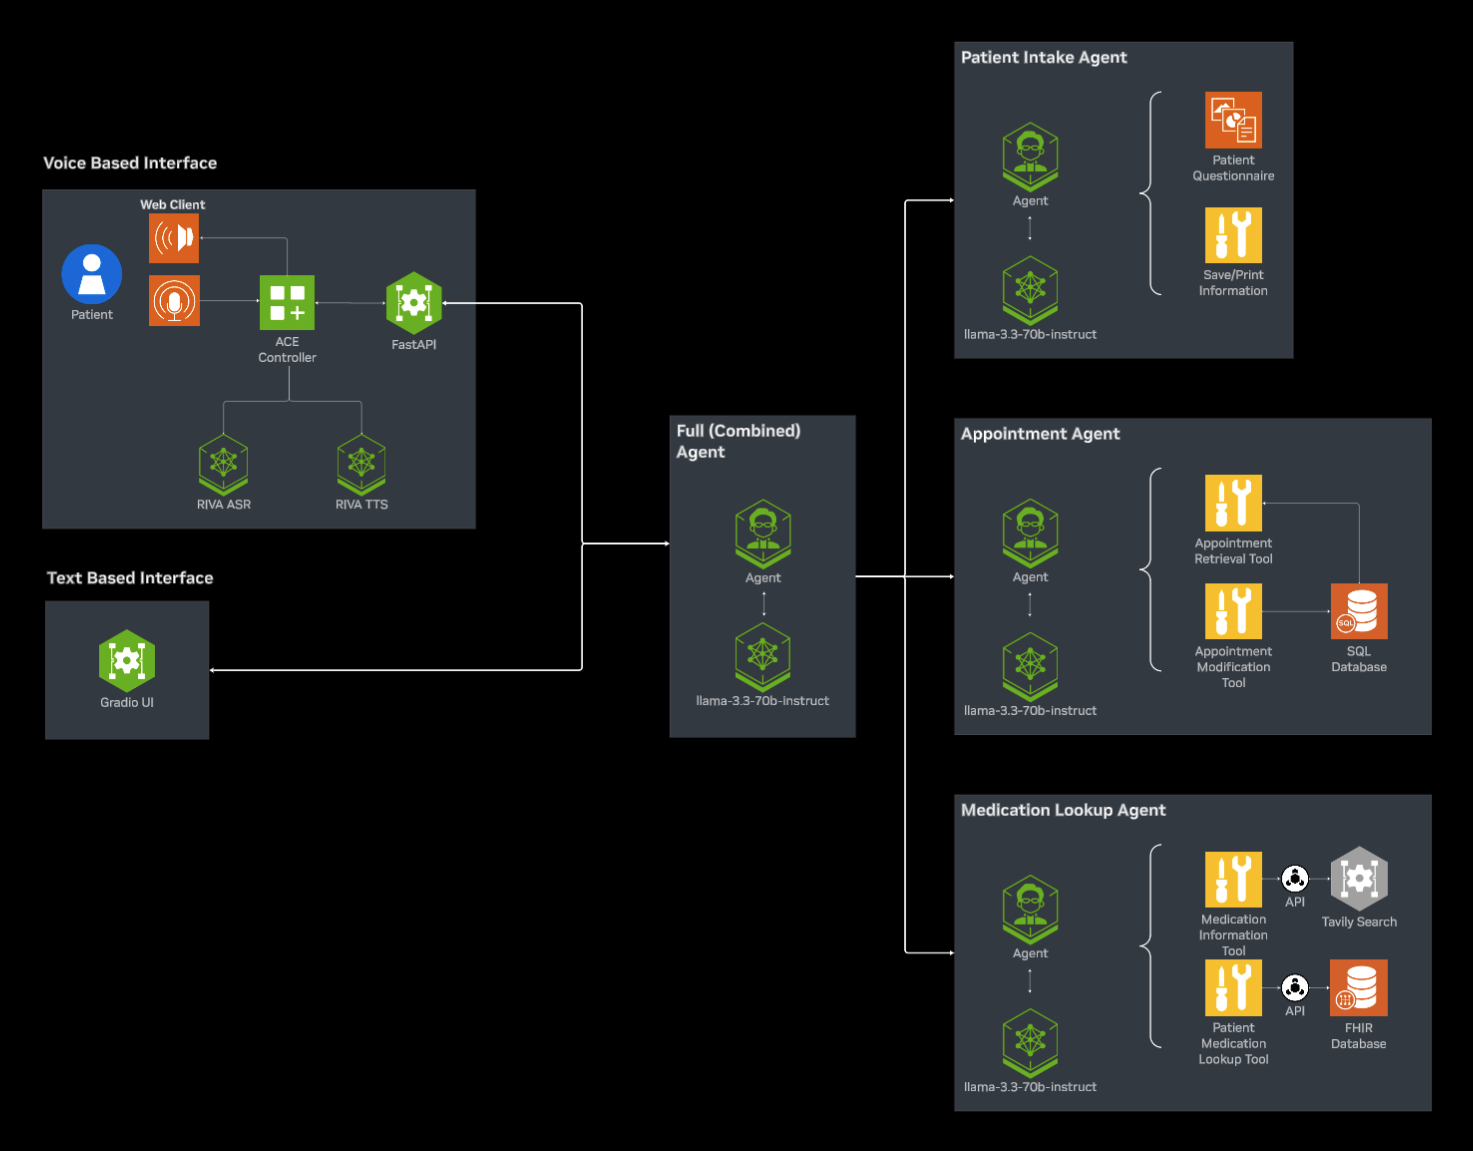 Voice Based Interface
Web Client
Patient
ACE
Controller
FastAPI
RIVA ASR
RIVA TTS
Text Based Interface
Gradio UI
Full (Combined)
Agent
Agent
llama-3.3-70b-instruct
Patient Intake Agent
Agent
llama-3.3-70b-instruct
Patient
Questionnaire
Save/Print
Information
Appointment Agent
Agent
llama-3.3-70b-instruct
Appointment
Retrieval Tool
Appointment
Modification
Tool
SQL
SQL
Database
Medication Lookup Agent
Agent
llama-3.3-70b-instruct
Medication
Information
Tool
API
Tavily Search
Patient
Medication
Lookup Tool
API
FHIR
Database